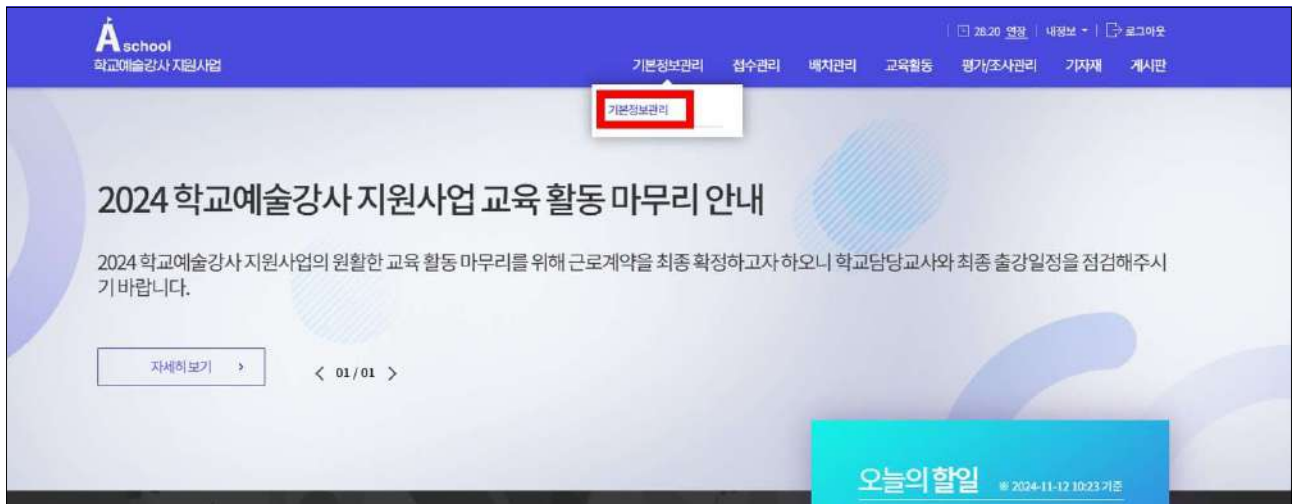 A school
28:20 연장 내정보 로그아웃
학교예술강사 지원사업
기본정보관리 접수관리 배치관리 교육활동 평가/조사관리 기자재 게시판
기본정보관리
2024 학교예술강사 지원사업 교육 활동 마무리 안내
2024 학교예술강사 지원사업의 원활한 교육 활동 마무리를 위해 근로계약을 최종 확정하고자 하오니 학교담당교사와 최종 출강일정을 점검해주시
기 바랍니다.
자세히 보기 >
< 01 / 01 >
오늘의 할일 ※ 2024-11-12 10:23 기준